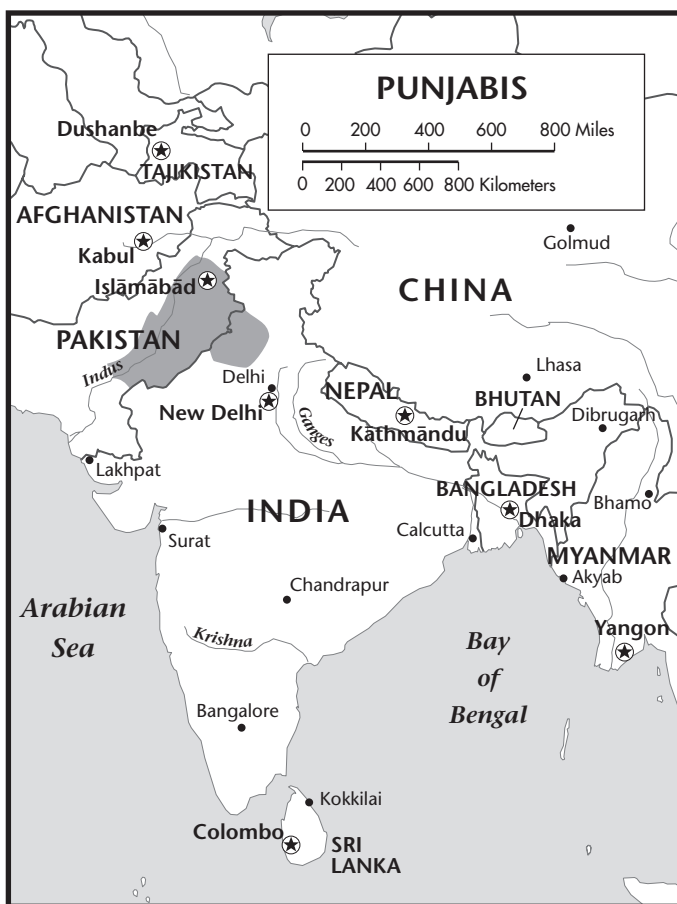 PUNJABIS
0 200 400 600 800 Miles
0 200 400 600 800 Kilometers
Dushanbe
TAJIKISTAN
AFGHANISTAN
Kabul
Golmud
Islāmābād
CHINA
PAKISTAN
Indus
Delhi
NEPAL
Lhasa
BHUTAN
New Delhi
Ganges
Kāthmāndu
Dibrugarh
Lakhpat
BANGLADESH
INDIA
Bhamo
Dhaka
Surat
Calcutta
MYANMAR
Chandrapur
Akyab
Arabian
Sea
Krishna
Yangon
Bay
of
Bengal
Bangalore
Kokkilai
Colombo
SRI
LANKA